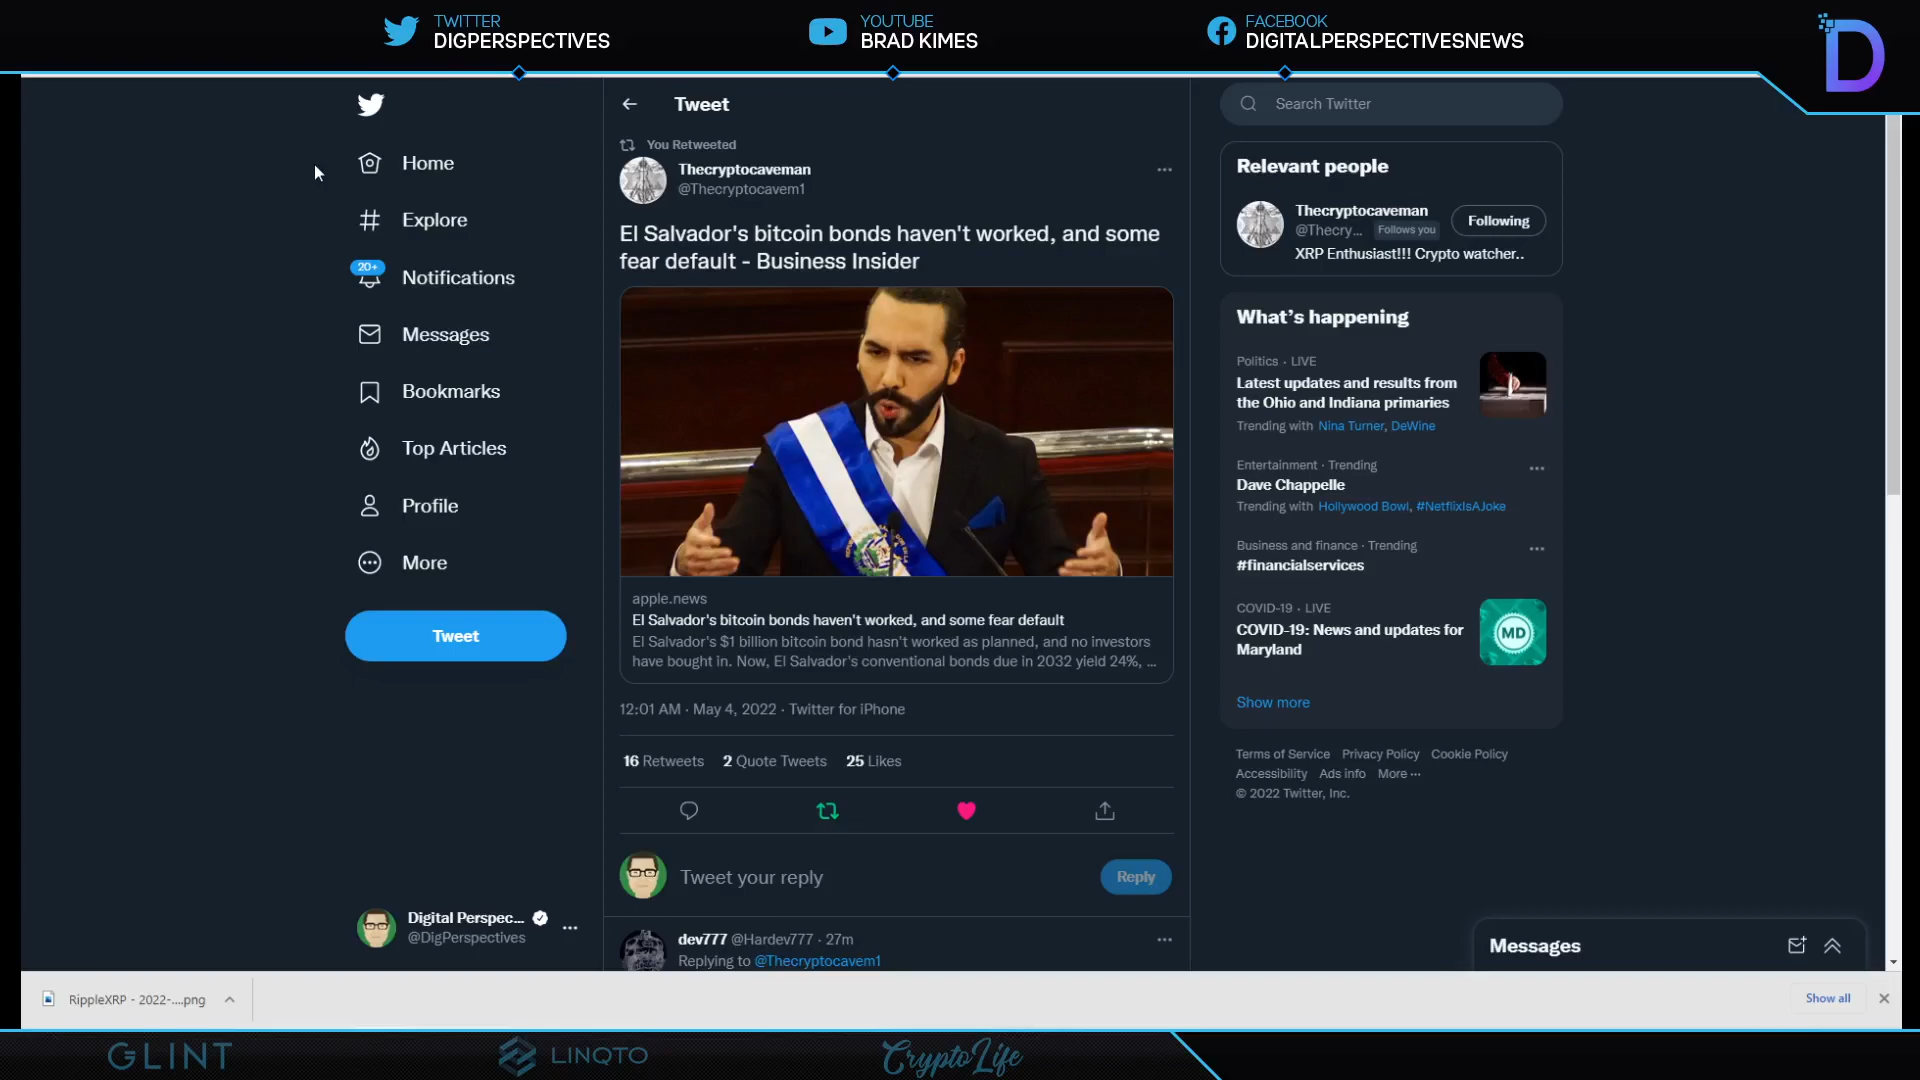 TWITTER
DIGPERSPECTIVES
YOUTUBE
BRAD KIMES
FACEBOOK
DIGITALPERSPECTIVESNEWS
D
Home
Explore
20+
Notifications
Messages
Bookmarks
Top Articles
Profile
More
Tweet
Digital Perspec...
@DigPerspectives
Tweet
You Retweeted
Thecryptocaveman
@Thecryptocavem1
El Salvador's bitcoin bonds haven't worked, and some
fear default - Business Insider
apple.news
El Salvador's bitcoin bonds haven't worked, and some fear default
El Salvador's $1 billion bitcoin bond hasn't worked as planned, and no investors
have bought in. Now, El Salvador's conventional bonds due in 2032 yield 24%, ...
12:01 AM · May 4, 2022 · Twitter for iPhone
16 Retweets 2 Quote Tweets 25 Likes
Tweet your reply
Reply
dev777 @Hardev777 · 27m
Replying to @Thecryptocavem1
Search Twitter
Relevant people
Thecryptocaveman
@Thecry... Follows you
Following
XRP Enthusiast!!! Crypto watcher..
What's happening
Politics · LIVE
Latest updates and results from
the Ohio and Indiana primaries
Trending with Nina Turner, DeWine
Entertainment · Trending
Dave Chappelle
Trending with Hollywood Bowl, #NetflixIsAJoke
Business and finance · Trending
#financialservices
COVID-19 · LIVE
COVID-19: News and updates for
Maryland
MD
Show more
Terms of Service Privacy Policy Cookie Policy
Accessibility Ads info More ···
© 2022 Twitter, Inc.
Messages
RippleXRP - 2022-....png
Show all
GLINT
LINQTO
CryptoLife